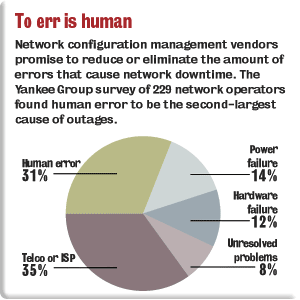 To err is human
Network configuration management vendors
promise to reduce or eliminate the amount of
errors that cause network downtime. The
Yankee Group survey of 229 network operators
found human error to be the second-largest
cause of outages.
Human error
31%
Power
failure
14%
Hardware
failure
12%
Unresolved
problems
8%
Telco or ISP
35%